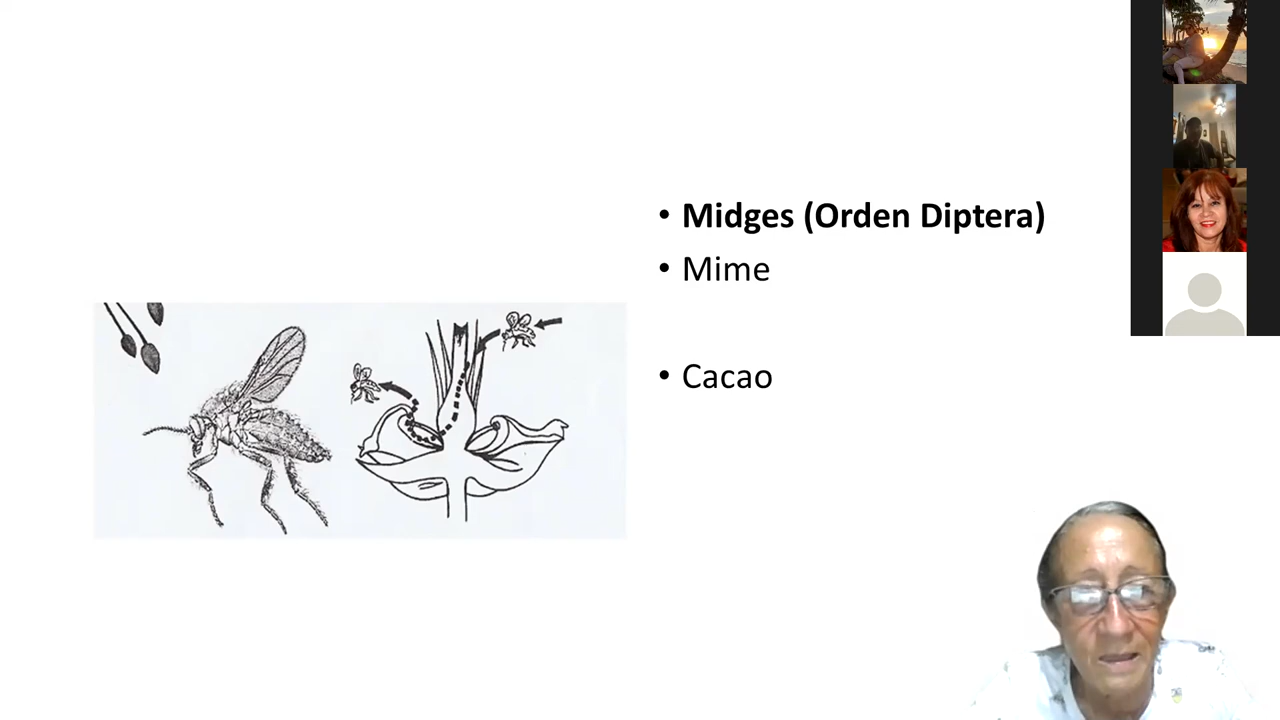 • Midges (Orden Diptera)
• Mime
• Cacao